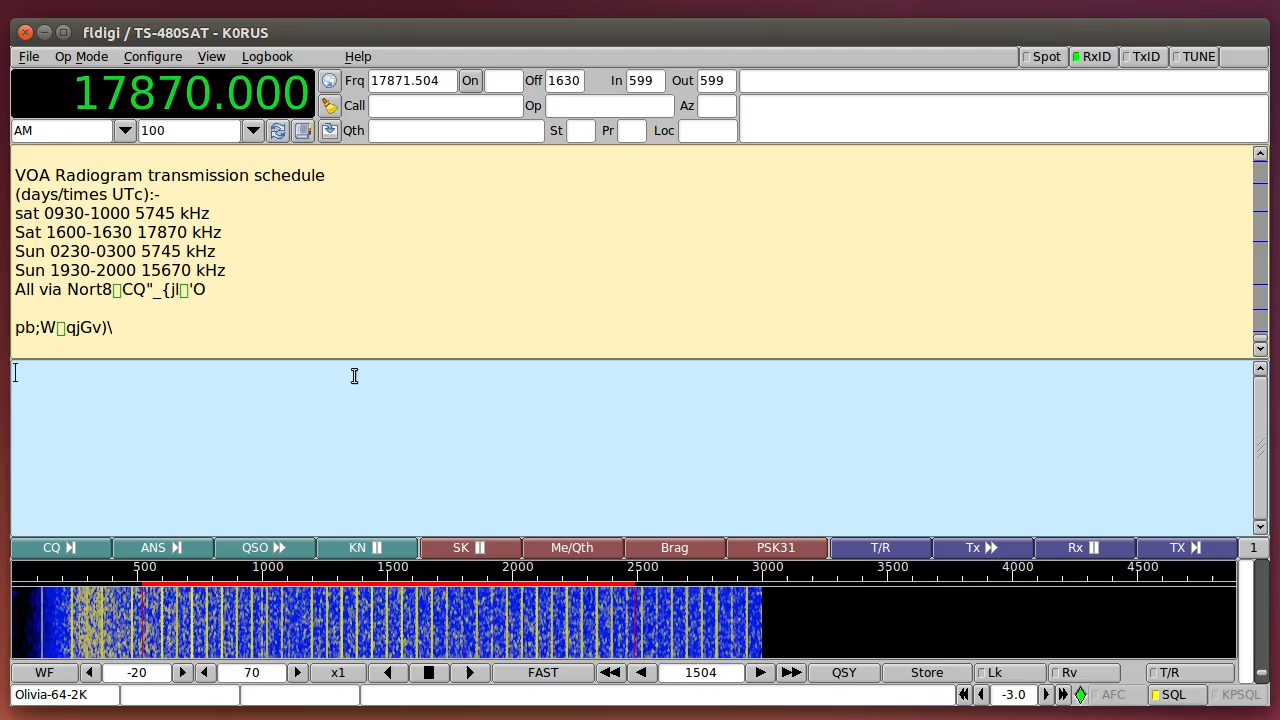 fldigi / TS-480SAT - K0RUS
File Op Mode Configure View Logbook Help Spot RxID TxID TUNE
17870.000 Frq 17871.504 On Off 1630 In 599 Out 599
Call Op Az
AM 100 Qth St Pr Loc
VOA Radiogram transmission schedule
(days/times UTc):-
sat 0930-1000 5745 kHz
Sat 1600-1630 17870 kHz
Sun 0230-0300 5745 kHz
Sun 1930-2000 15670 kHz
All via Nort8▯CQ"_{jl▯'O
pb;W▯qjGv)\
CQ ANS QSO KN SK Me/Qth Brag PSK31 T/R Tx Rx TX 1
500 1000 1500 2000 2500 3000 3500 4000 4500
WF -20 70 x1 FAST 1504 QSY Store Lk Rv T/R
Olivia-64-2K -3.0 AFC SQL KPSQL